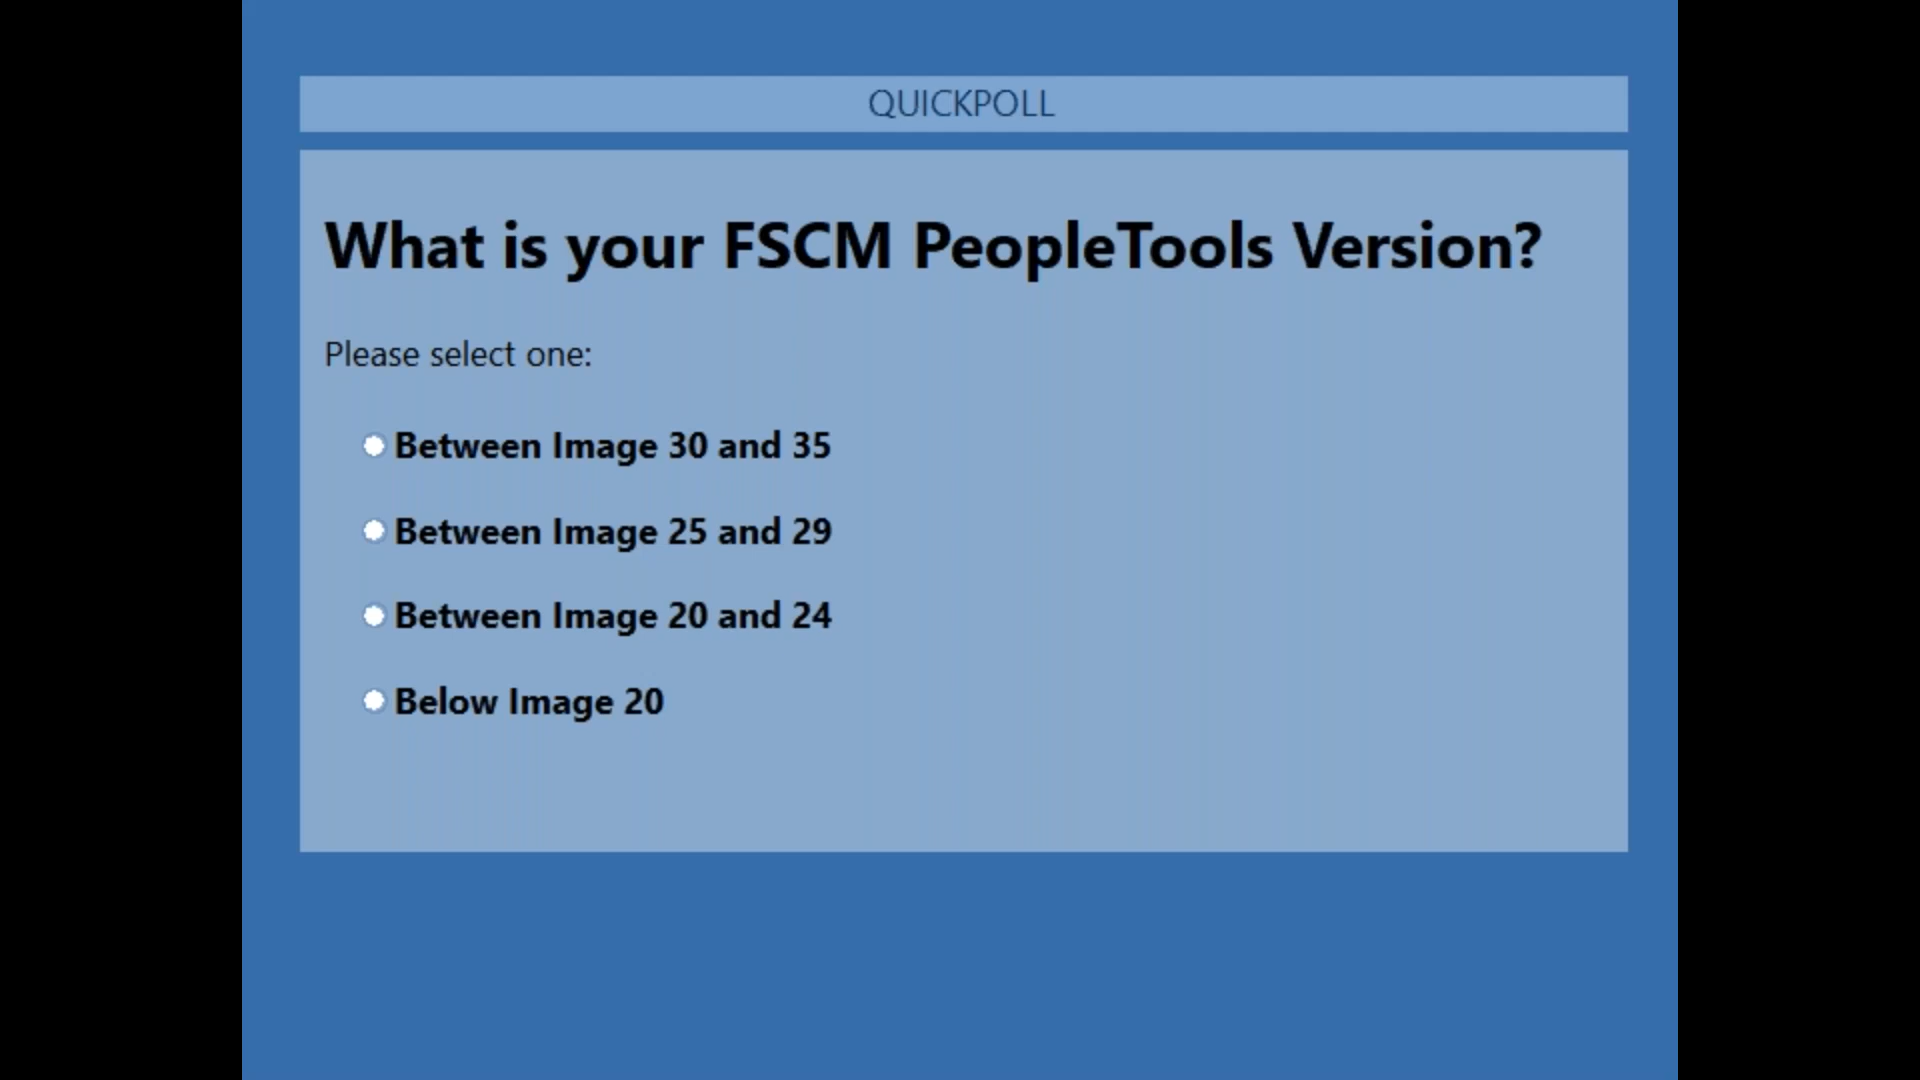 QUICKPOLL
What is your FSCM PeopleTools Version?
Please select one:
Between Image 30 and 35
Between Image 25 and 29
Between Image 20 and 24
Below Image 20